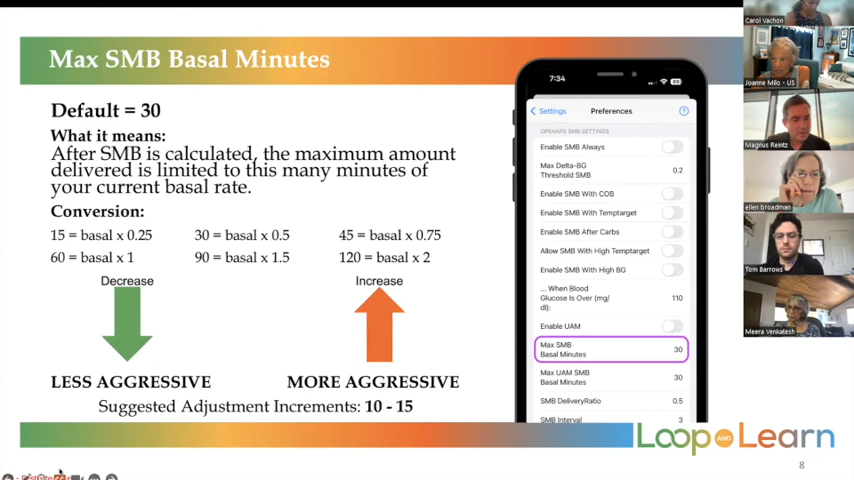 Max SMB Basal Minutes
Default = 30
What it means:
After SMB is calculated, the maximum amount
delivered is limited to this many minutes of
your current basal rate.
Conversion:
15 = basal x 0.25 30 = basal x 0.5 45 = basal x 0.75
60 = basal x 1 90 = basal x 1.5 120 = basal x 2
Decrease Increase
LESS AGGRESSIVE MORE AGGRESSIVE
Suggested Adjustment Increments: 10 - 15
7:34
Settings Preferences ?
OPENAPS SMB SETTINGS
Enable SMB Always
Max Delta-BG
Threshold SMB 0.2
Enable SMB With COB
Enable SMB With Temptarget
Enable SMB After Carbs
Allow SMB With High Temptarget
Enable SMB With High BG
... When Blood
Glucose Is Over (mg/
dl): 110
Enable UAM
Max SMB
Basal Minutes 30
Max UAM SMB
Basal Minutes 30
SMB DeliveryRatio 0.5
SMB Interval 3
Loop AND Learn
8
Carol Vachon
Joanne Milo - US
Magnus Reintz
ellen broadman
Tom Barrows
Meera Venkatesh